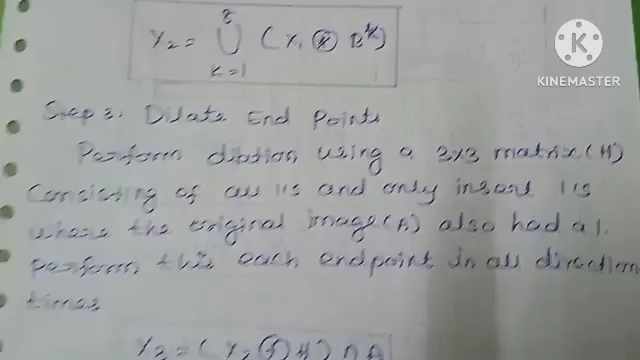 8
X₂ = ∪ ( X₁ ⊛ Bᵏ)
K=1
K
KINEMASTER
Step 3. Dilate End Points
Perform dilation using a 3x3 matrix (H)
Consisting of all 1's and only insert 1's
where the original image (A) also had a 1.
perform this each endpoint in all direction
times
X₃ = ( X₂ ⊕ H) ∩ A